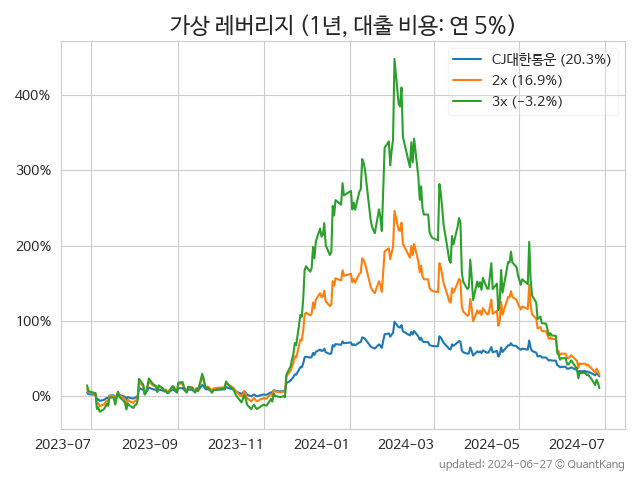 가상 레버리지 (1년, 대출 비용: 연 5%)
CJ대한통운 (20.3%)
2x (16.9%)
3x (−3.2%)
400%
300%
200%
100%
0%
2023−07 2023−09 2023−11 2024−01 2024−03 2024−05 2024−07
updated: 2024−06−27 © QuantKang